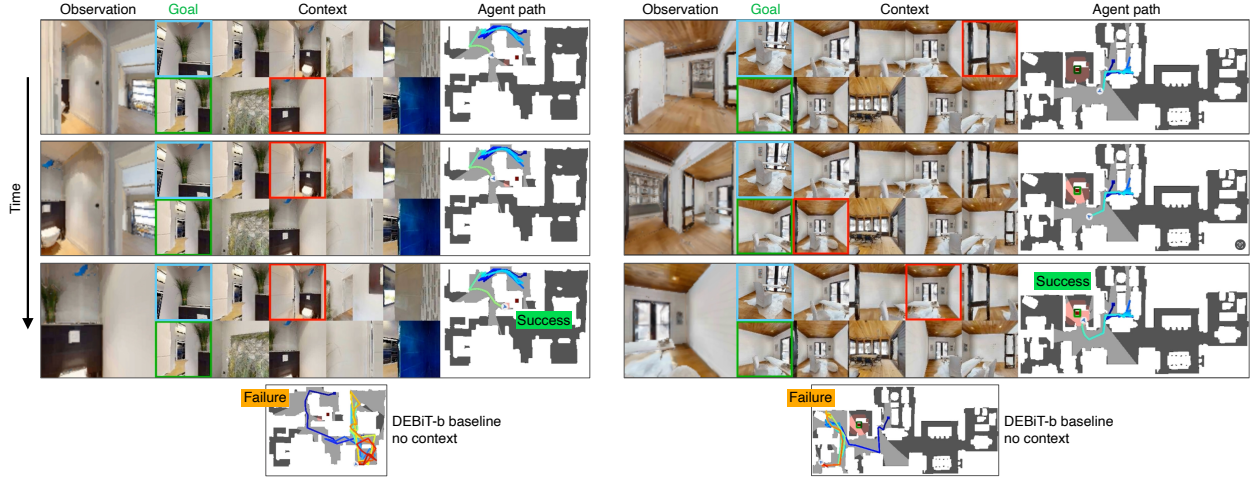 Observation Goal Context Agent path
Observation Goal Context Agent path
Time
Success
Success
Failure
DEBiT-b baseline
no context
Failure
DEBiT-b baseline
no context